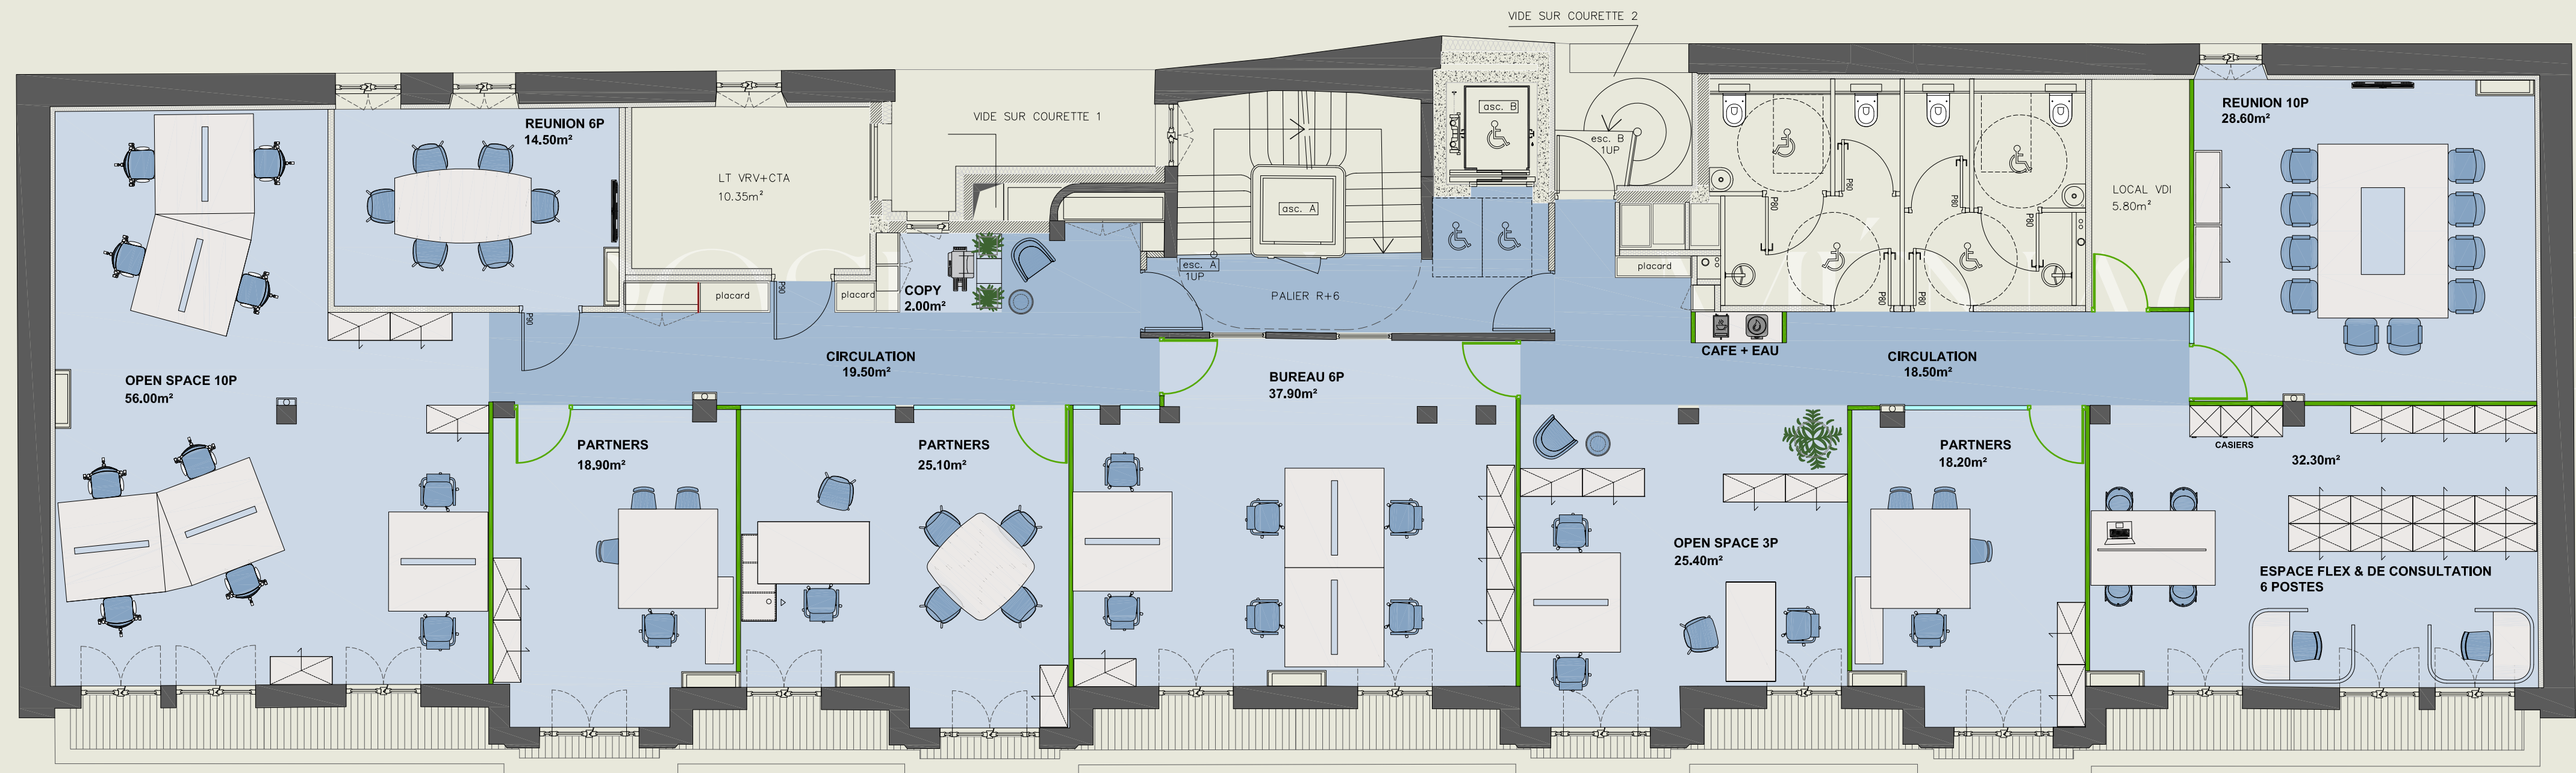 VIDE SUR COURETTE 2
REUNION 6P
14.50m²
LT VRV+CTA
10.35m²
VIDE SUR COURETTE 1
asc. A
esc. A
1UP
asc. B
esc. B
1UP
LOCAL VDI
5.80m²
REUNION 10P
28.60m²
P80
P80
P80
P80
P80
P80
placard
placard
P90
P90
COPY
2.00m²
PALIER R+6
placard
CAFE + EAU
CIRCULATION
19.50m²
CIRCULATION
18.50m²
OPEN SPACE 10P
56.00m²
BUREAU 6P
37.90m²
PARTNERS
18.90m²
PARTNERS
25.10m²
PARTNERS
18.20m²
CASIERS
32.30m²
OPEN SPACE 3P
25.40m²
ESPACE FLEX & DE CONSULTATION
6 POSTES